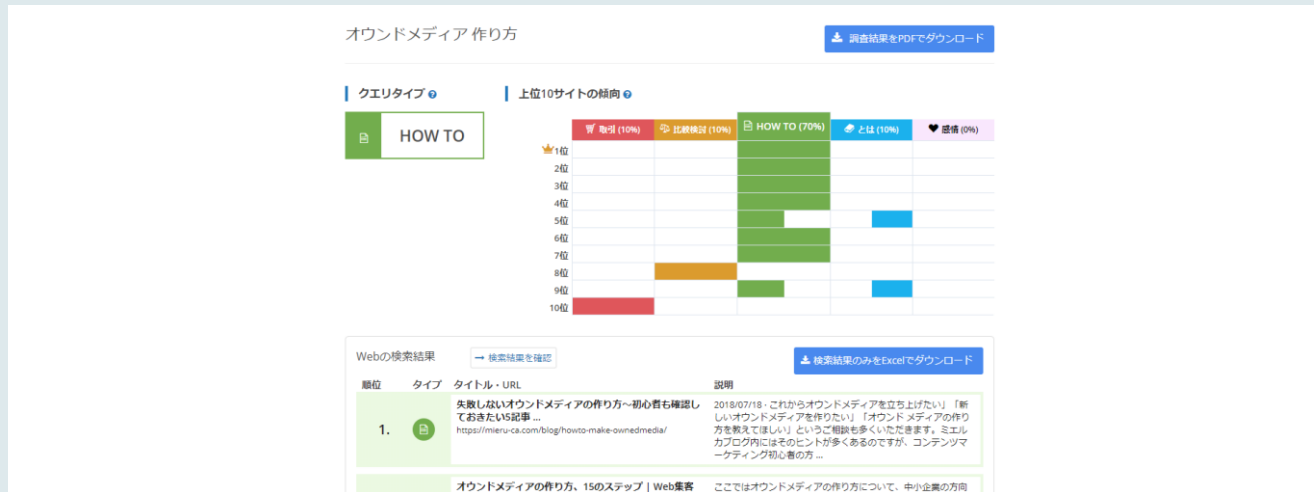 オウンドメディア 作り方
調査結果をPDFでダウンロード
クエリタイプ
上位10サイトの傾向
HOW TO
取引 (10%)
比較検討 (10%)
HOW TO (70%)
とは (10%)
感情 (0%)
1位
2位
3位
4位
5位
6位
7位
8位
9位
10位
Webの検索結果
→ 検索結果を確認
検索結果のみをExcelでダウンロード
順位 タイプ タイトル・URL 説明
1.
失敗しないオウンドメディアの作り方～初心者も確認し
ておきたい5記事 ...
https://mieru-ca.com/blog/howto-make-ownedmedia/
2018/07/18 · これからオウンドメディアを立ち上げたい」「新
しいオウンドメディアを作りたい」「オウンド メディアの作り
方を教えてほしい」というご相談も多くいただきます。ミエル
カブログ内にはそのヒントが多くあるのですが、コンテンツマ
ーケティング初心者の方 ...
オウンドメディアの作り方、15のステップ | Web集客
ここではオウンドメディアの作り方について、中小企業の方向